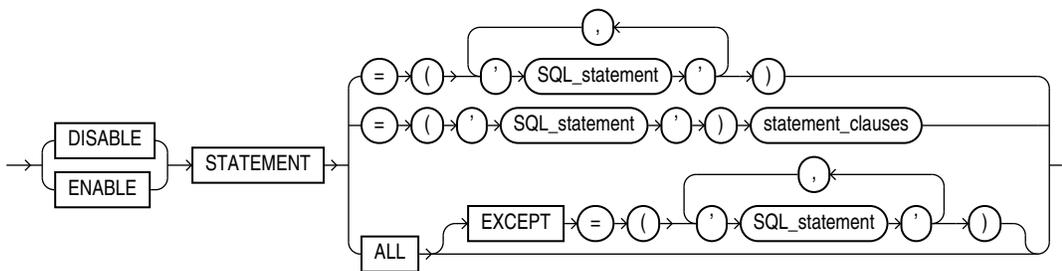 ,
= ( ' SQL_statement ' )
= ( ' SQL_statement ' ) statement_clauses
DISABLE
STATEMENT
ENABLE
,
EXCEPT = ( ' SQL_statement ' )
ALL